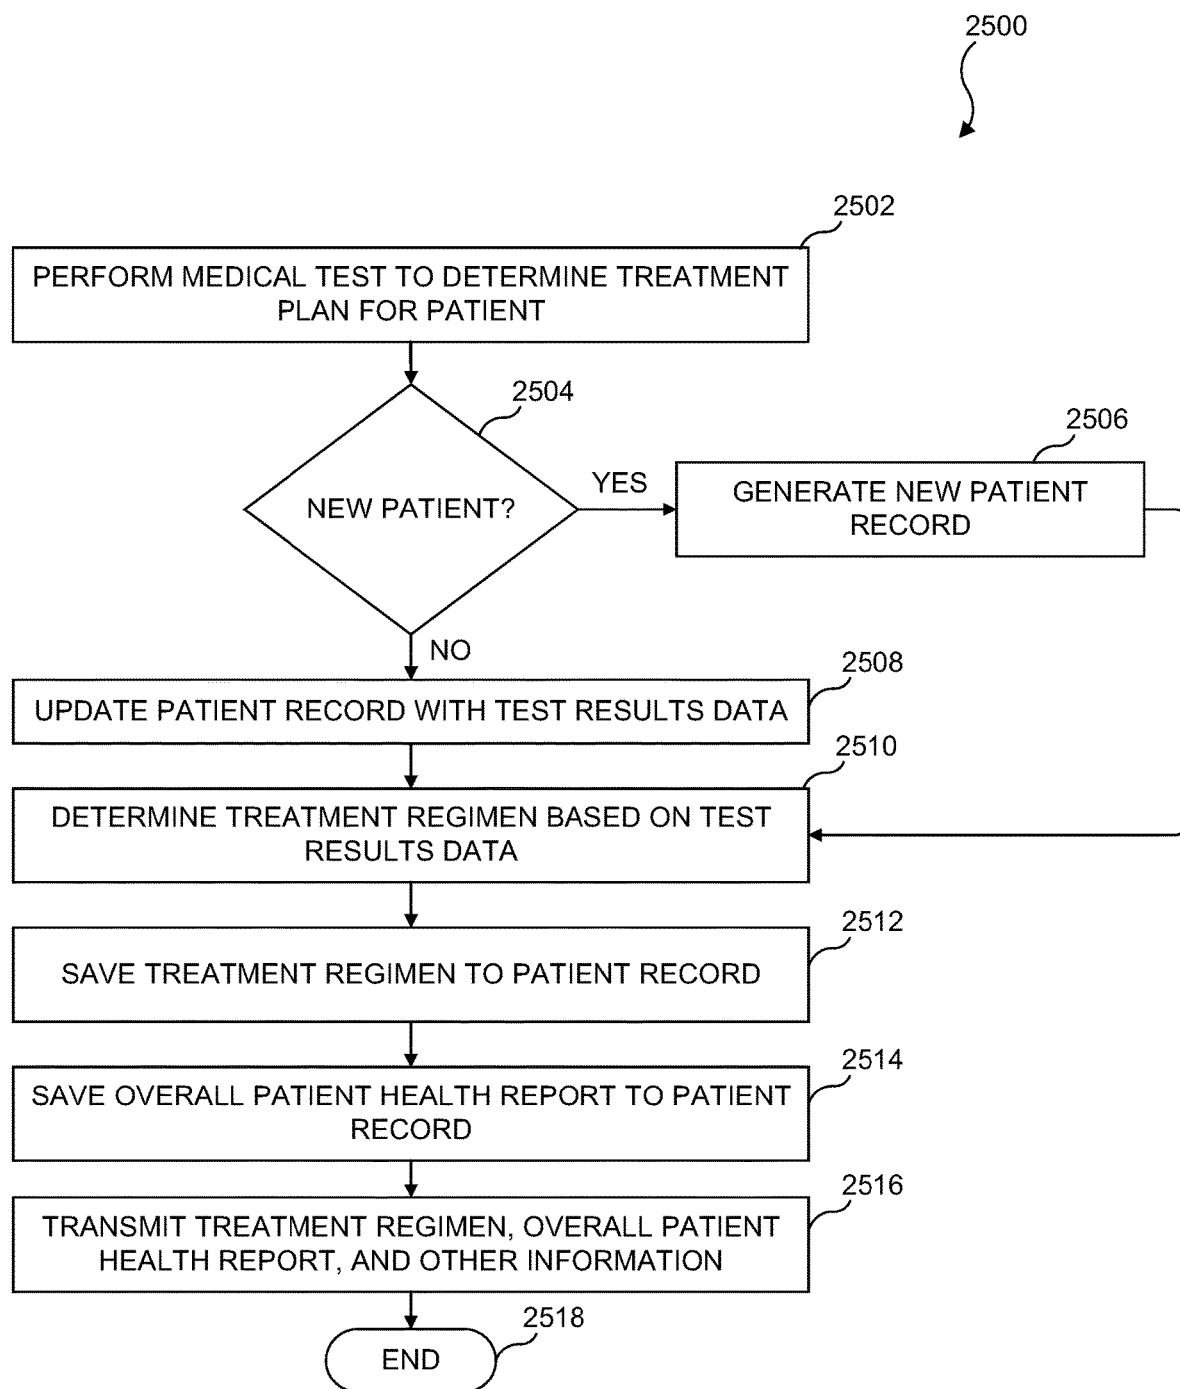 2500
2502
PERFORM MEDICAL TEST TO DETERMINE TREATMENT
PLAN FOR PATIENT
2504
NEW PATIENT?
YES
2506
GENERATE NEW PATIENT
RECORD
NO
2508
UPDATE PATIENT RECORD WITH TEST RESULTS DATA
2510
DETERMINE TREATMENT REGIMEN BASED ON TEST
RESULTS DATA
2512
SAVE TREATMENT REGIMEN TO PATIENT RECORD
2514
SAVE OVERALL PATIENT HEALTH REPORT TO PATIENT
RECORD
2516
TRANSMIT TREATMENT REGIMEN, OVERALL PATIENT
HEALTH REPORT, AND OTHER INFORMATION
2518
END